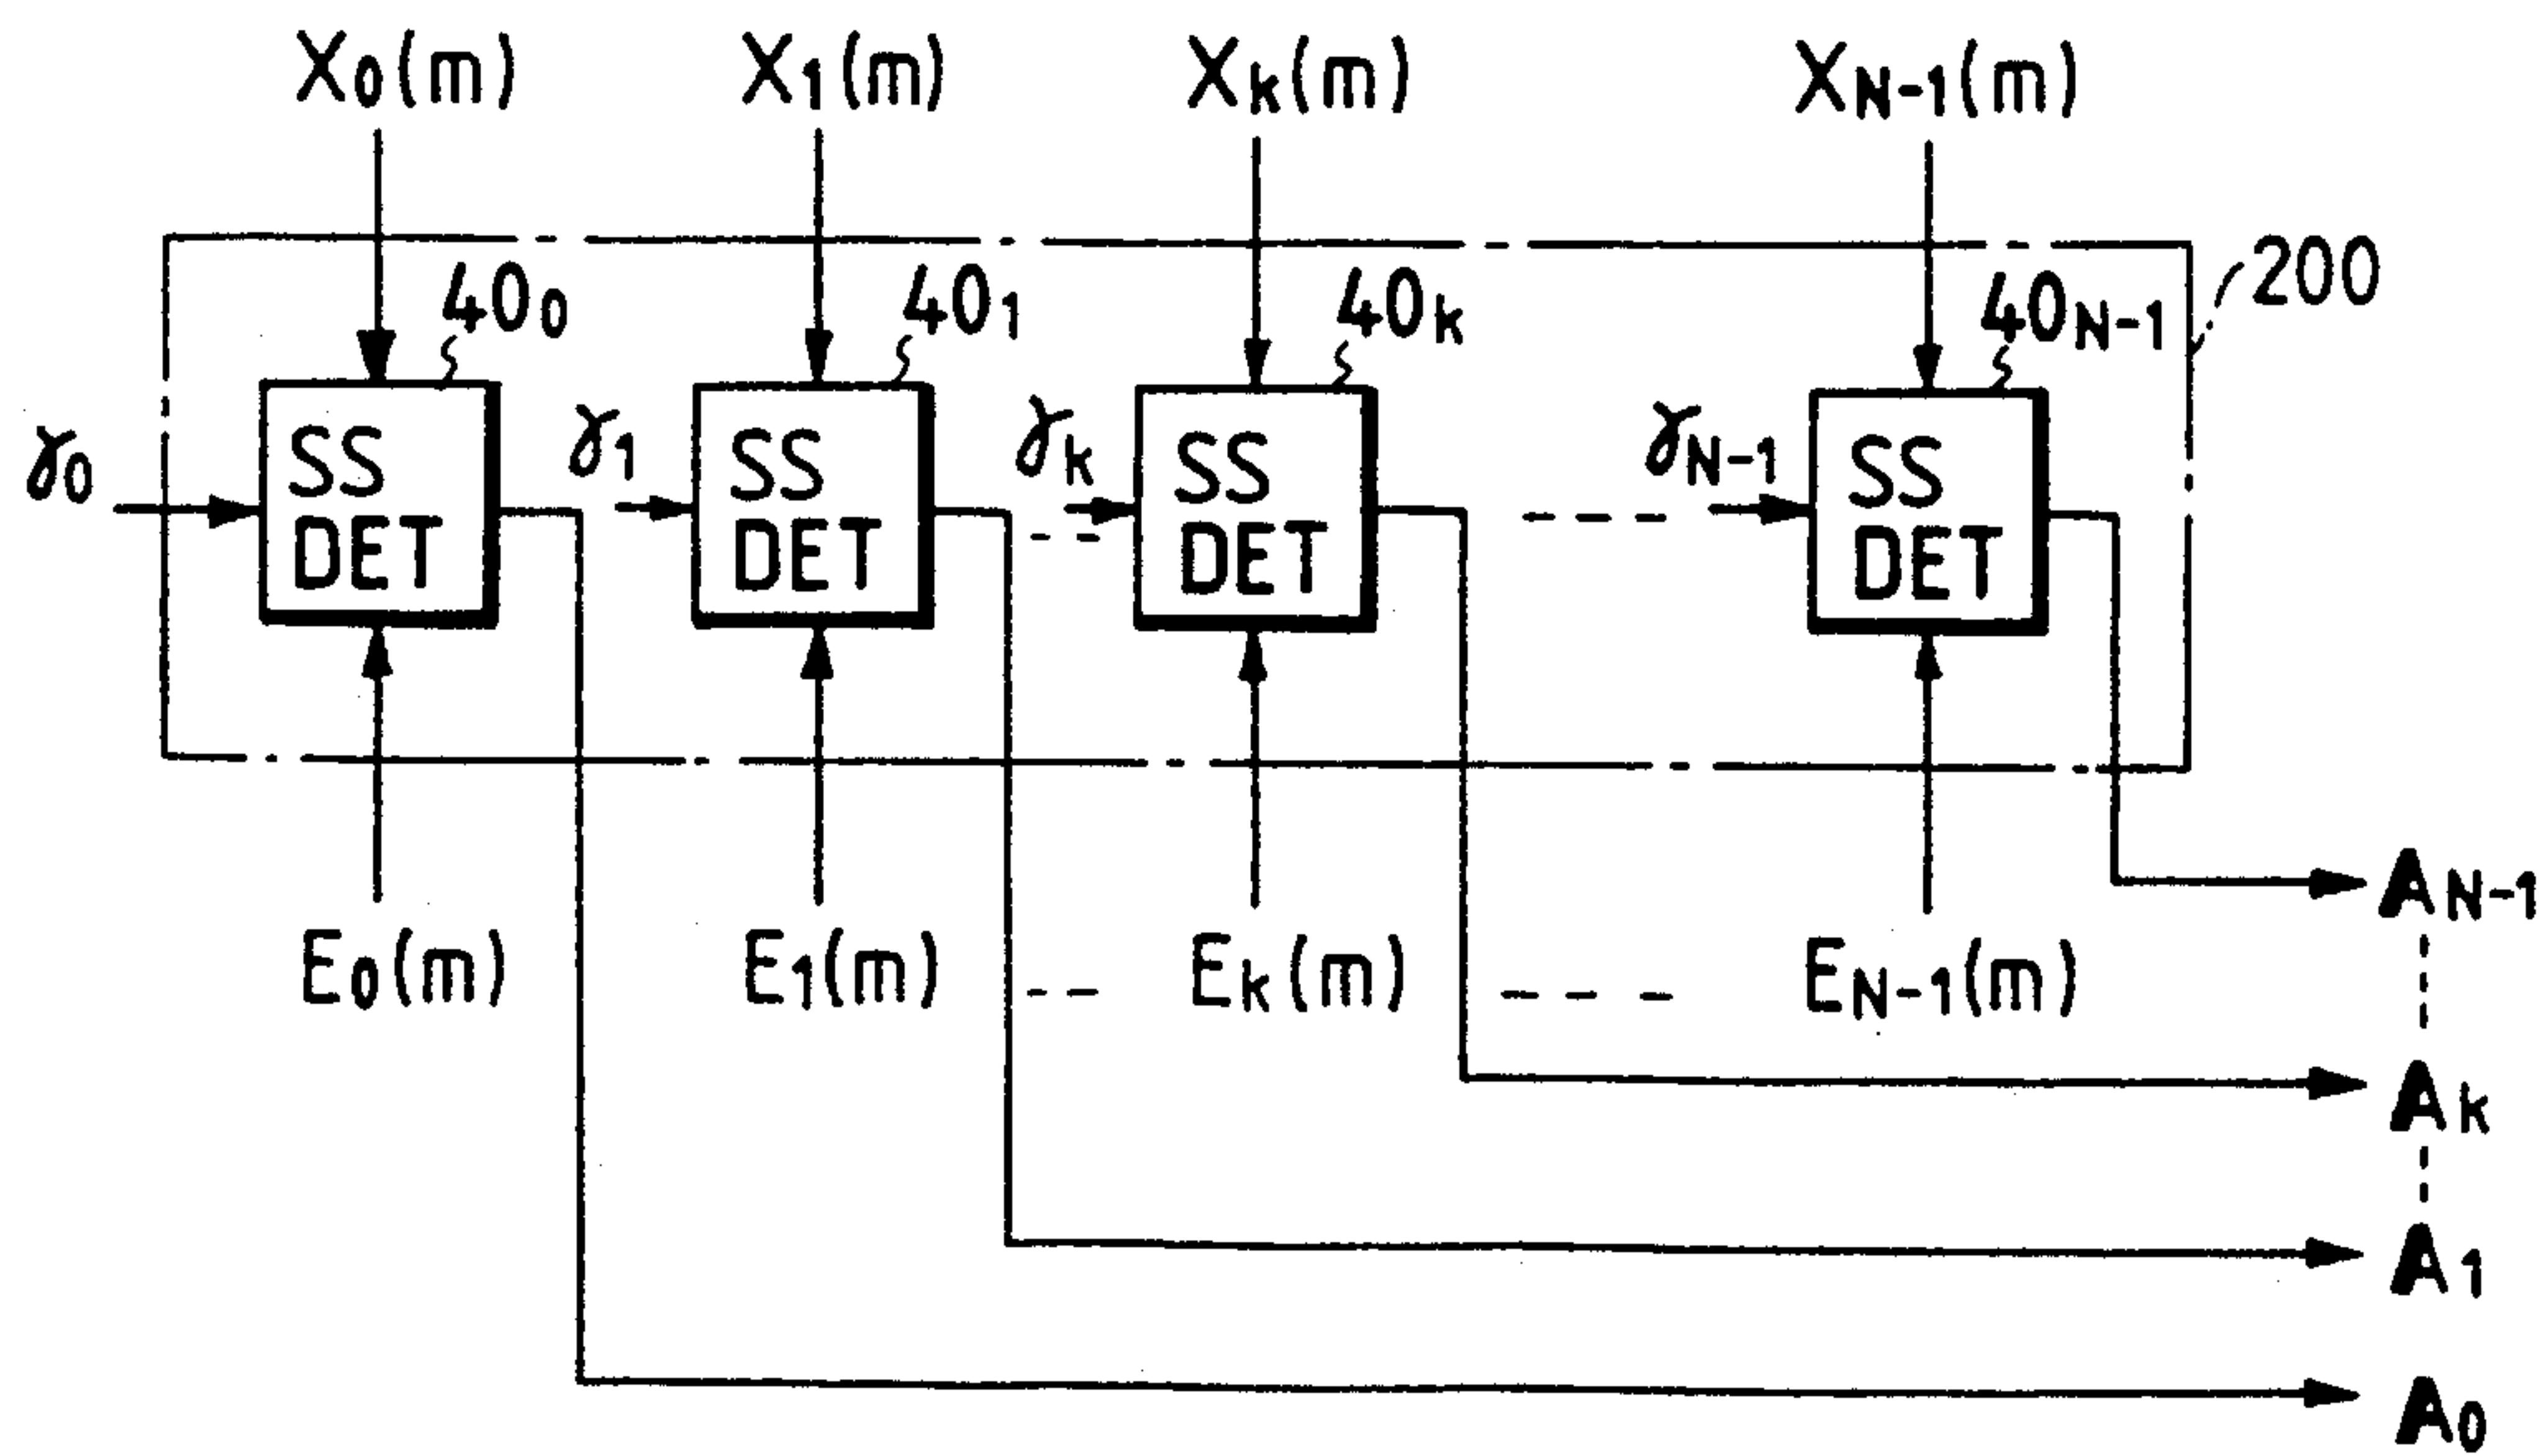 X0(m) X1(m) Xk(m) XN-1(m)
400 401 40k 40N-1 200
γ0 γ1 γk γN-1
SS DET
SS DET
SS DET
SS DET
E0(m) E1(m) -- Ek(m) --- EN-1(m)
AN-1
Ak
A1
A0